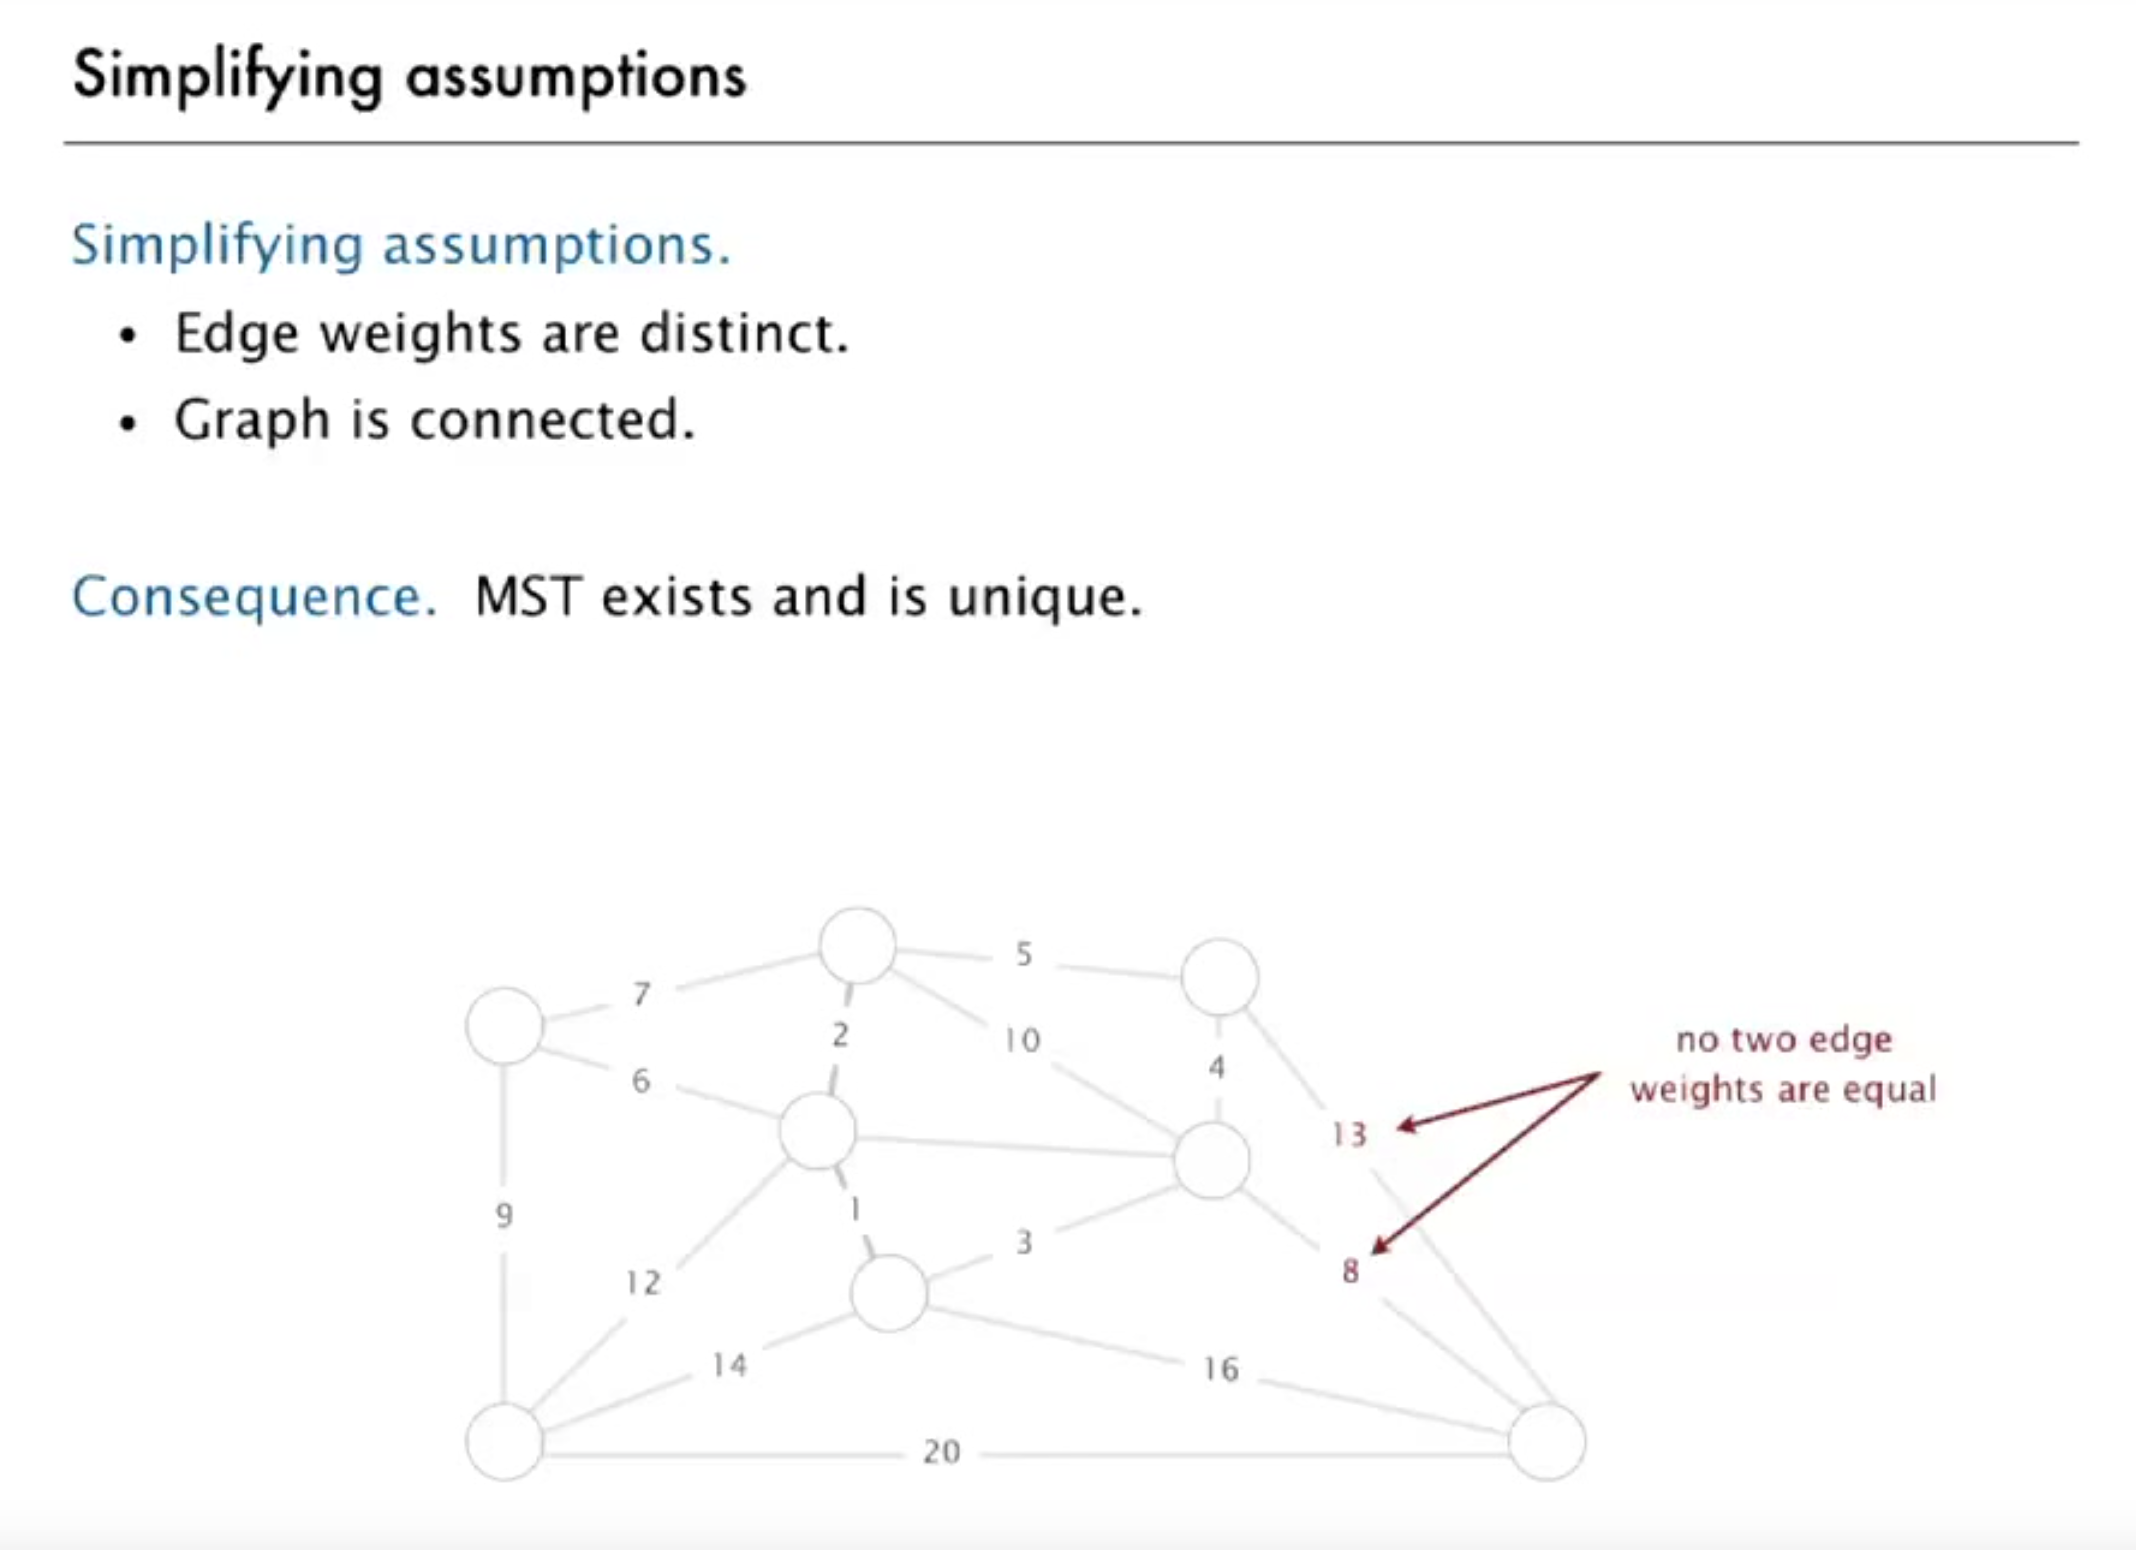 Simplifying assumptions
Simplifying assumptions.
• Edge weights are distinct.
• Graph is connected.
Consequence. MST exists and is unique.
5
7
2
10
no two edge
weights are equal
6
4
13
1
9
3
8
12
14
16
20